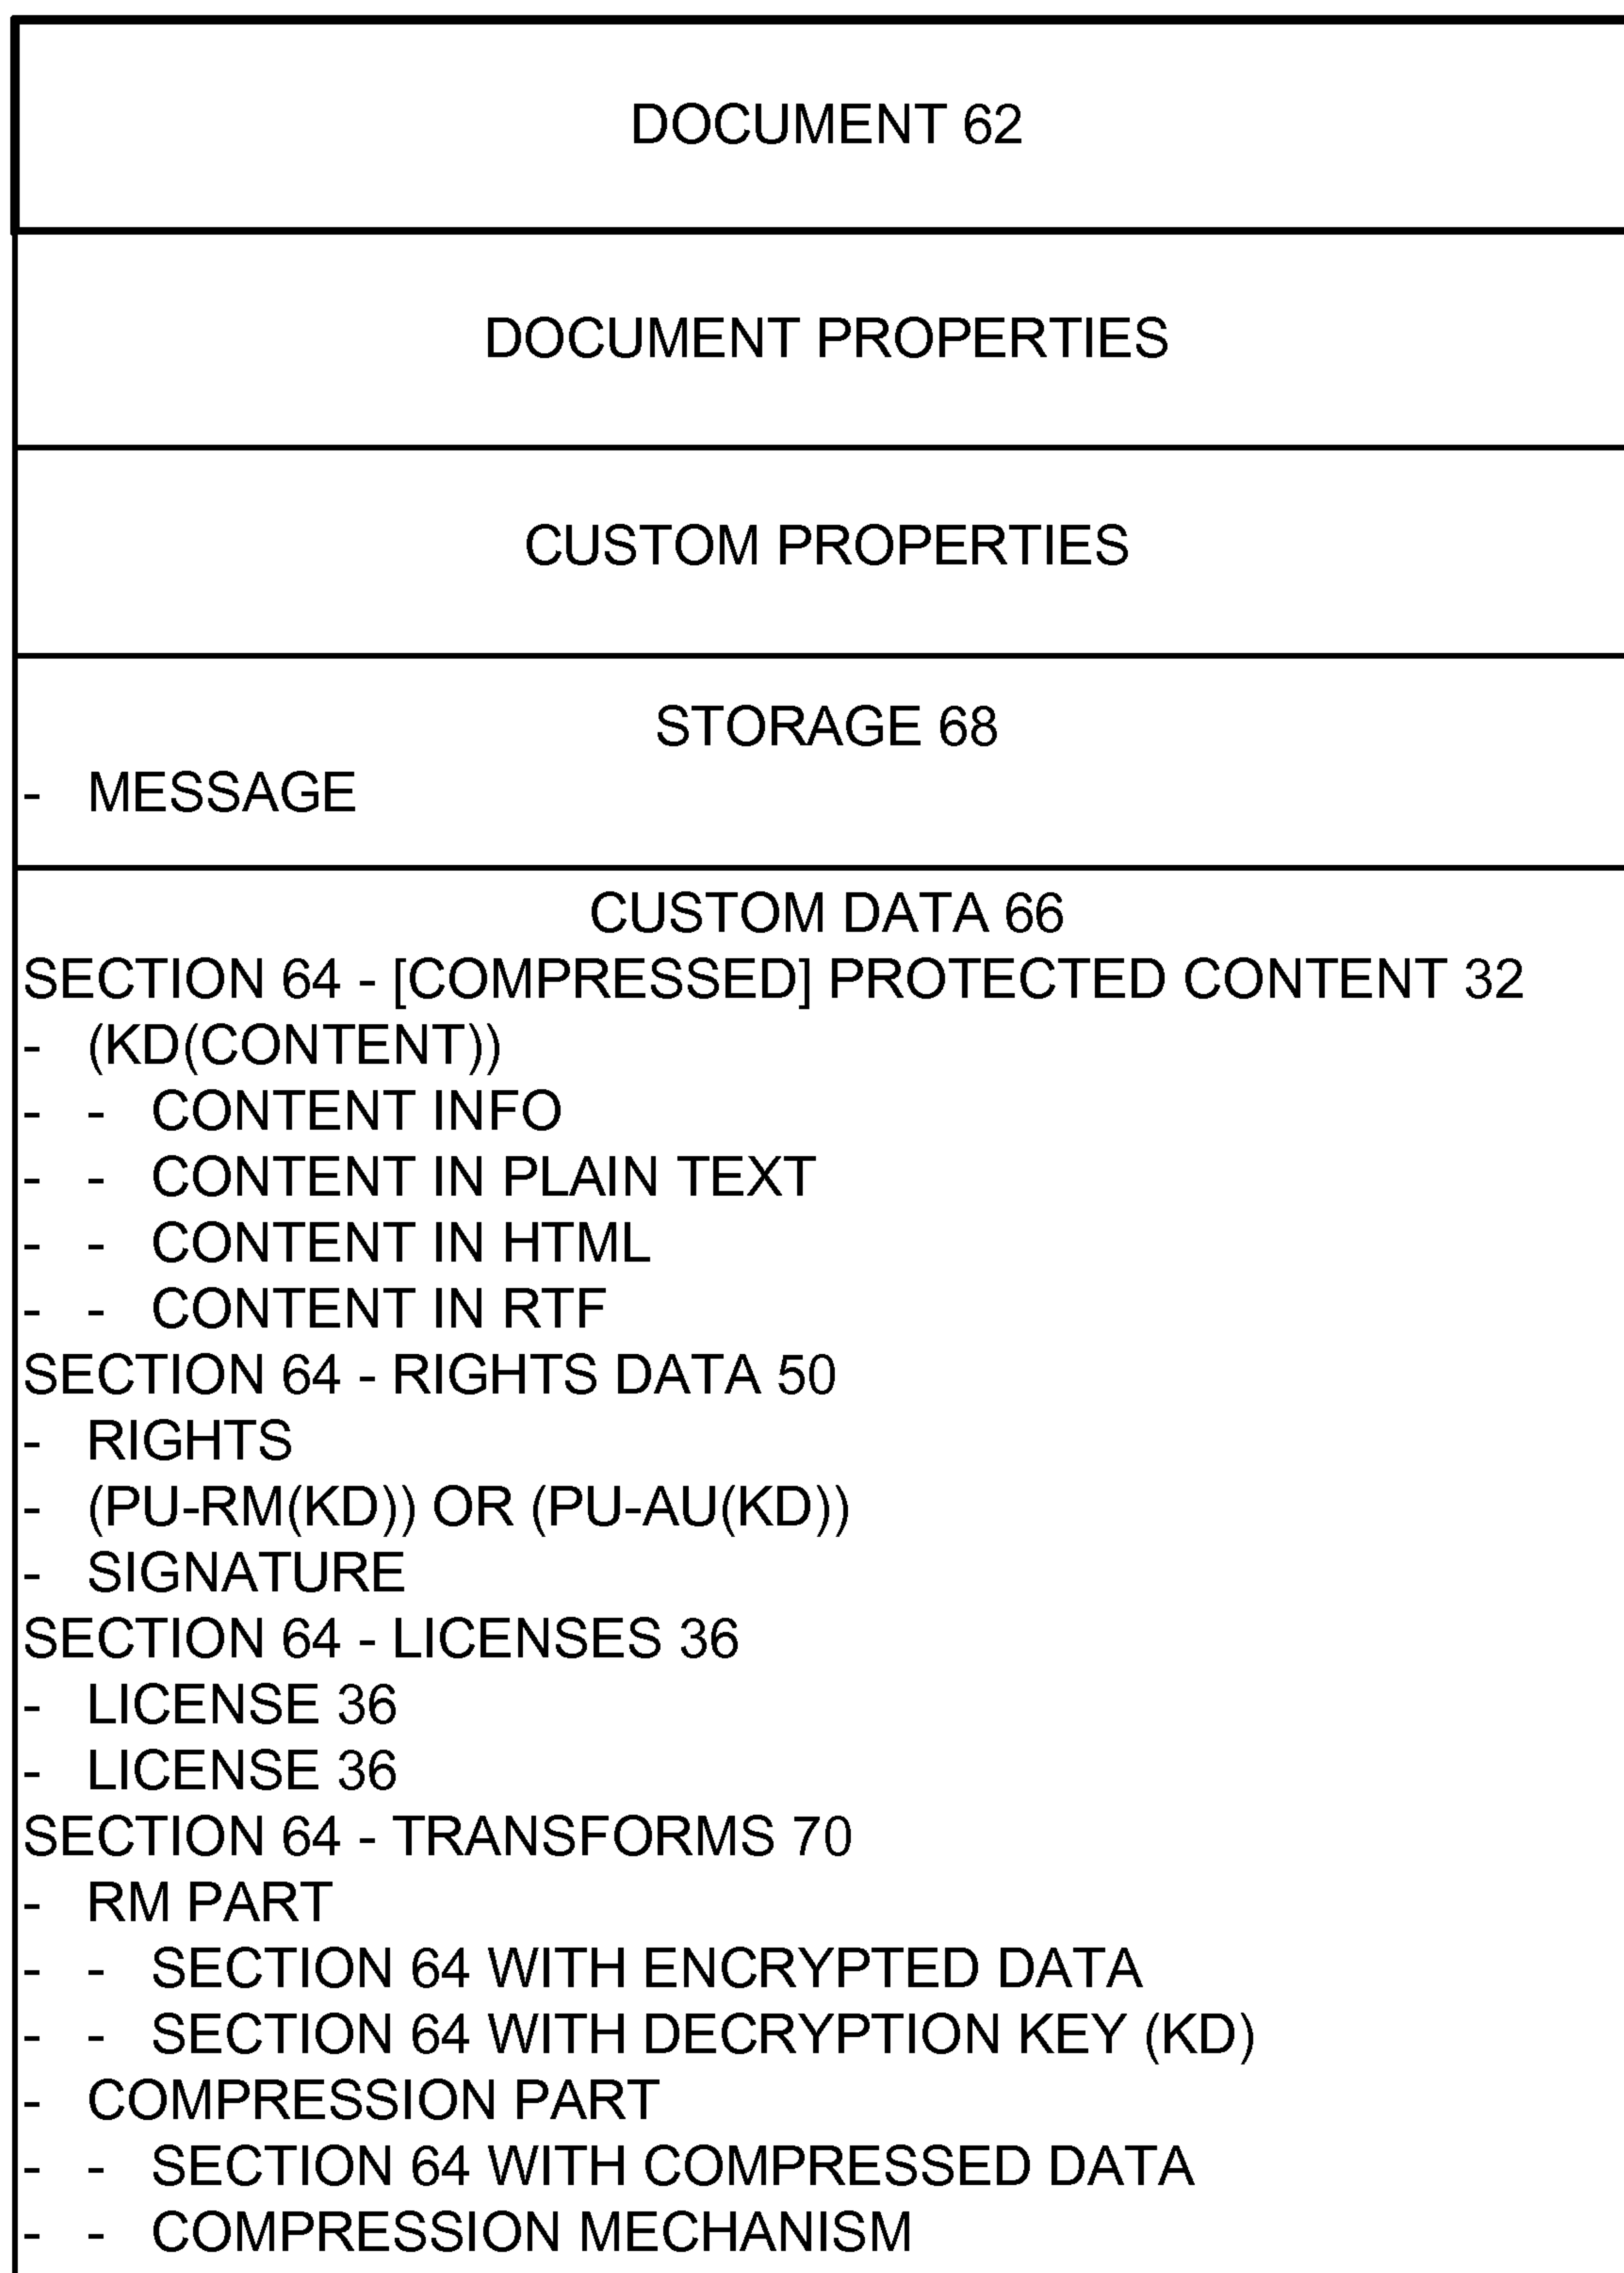 DOCUMENT 62
DOCUMENT PROPERTIES
CUSTOM PROPERTIES
STORAGE 68
- MESSAGE
CUSTOM DATA 66
SECTION 64 - [COMPRESSED] PROTECTED CONTENT 32
- (KD(CONTENT))
- - CONTENT INFO
- - CONTENT IN PLAIN TEXT
- - CONTENT IN HTML
- - CONTENT IN RTF
SECTION 64 - RIGHTS DATA 50
- RIGHTS
- (PU-RM(KD)) OR (PU-AU(KD))
- SIGNATURE
SECTION 64 - LICENSES 36
- LICENSE 36
- LICENSE 36
SECTION 64 - TRANSFORMS 70
- RM PART
- - SECTION 64 WITH ENCRYPTED DATA
- - SECTION 64 WITH DECRYPTION KEY (KD)
- COMPRESSION PART
- - SECTION 64 WITH COMPRESSED DATA
- - COMPRESSION MECHANISM